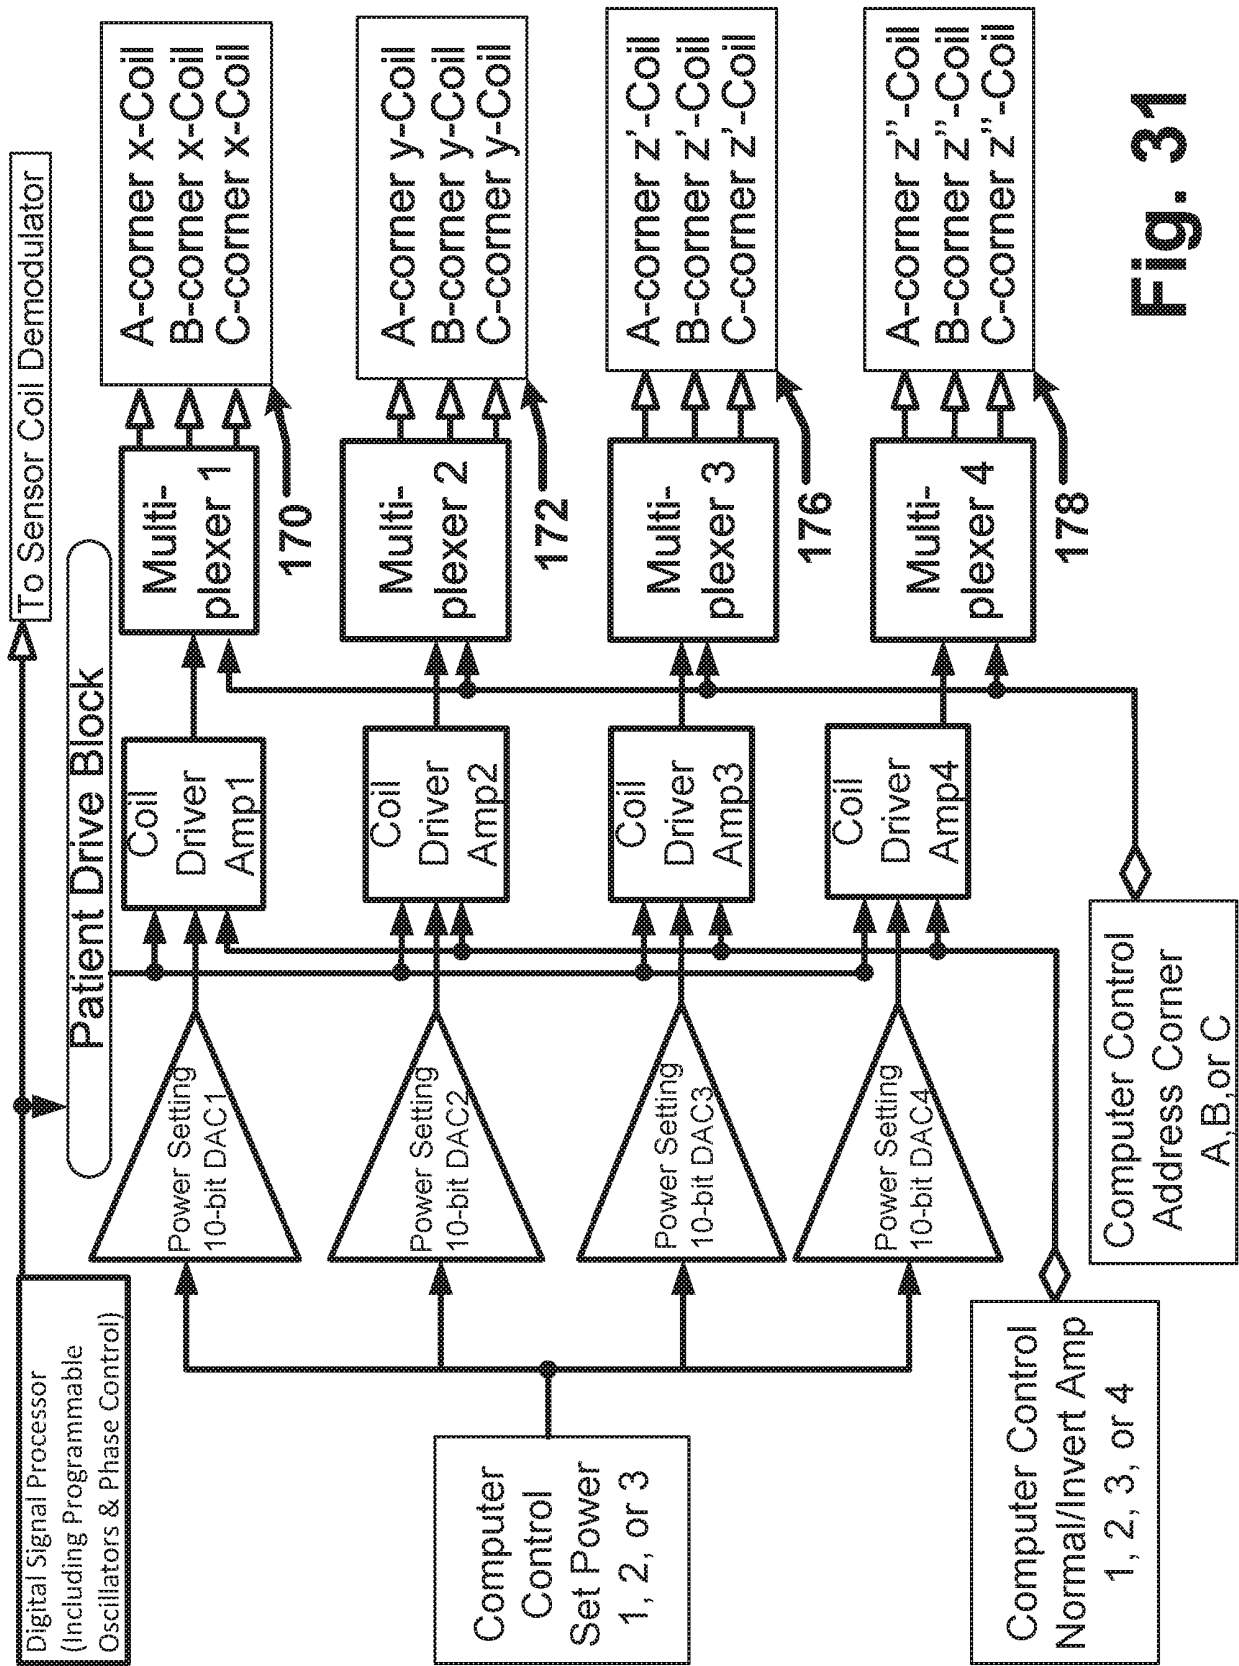 Digital Signal Processor
(Including Programmable
Oscillators & Phase Control)
To Sensor Coil Demodulator
Patient Drive Block
Computer
Control
Set Power
1, 2, or 3
Power Setting
10-bit DAC1
Coil
Driver
Amp1
Multi-
plexer 1
A-corner x-Coil
B-corner x-Coil
C-corner x-Coil
170
Power Setting
10-bit DAC2
Coil
Driver
Amp2
Multi-
plexer 2
A-corner y-Coil
B-corner y-Coil
C-corner y-Coil
172
Power Setting
10-bit DAC3
Coil
Driver
Amp3
Multi-
plexer 3
A-corner z'-Coil
B-corner z'-Coil
C-corner z'-Coil
176
Power Setting
10-bit DAC4
Coil
Driver
Amp4
Multi-
plexer 4
A-corner z''-Coil
B-corner z''-Coil
C-corner z''-Coil
178
Computer Control
Normal/Invert Amp
1, 2, 3, or 4
Computer Control
Address Corner
A,B,or C
Fig. 31